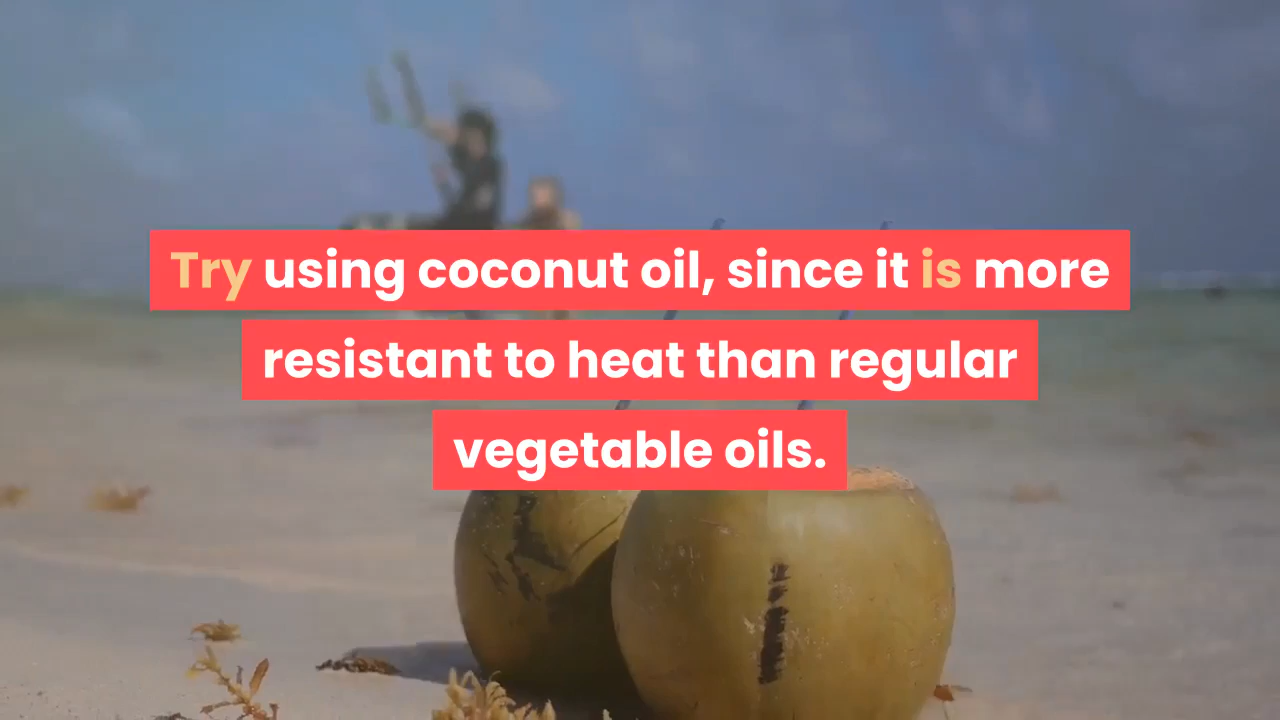 Try using coconut oil, since it is more
resistant to heat than regular
vegetable oils.